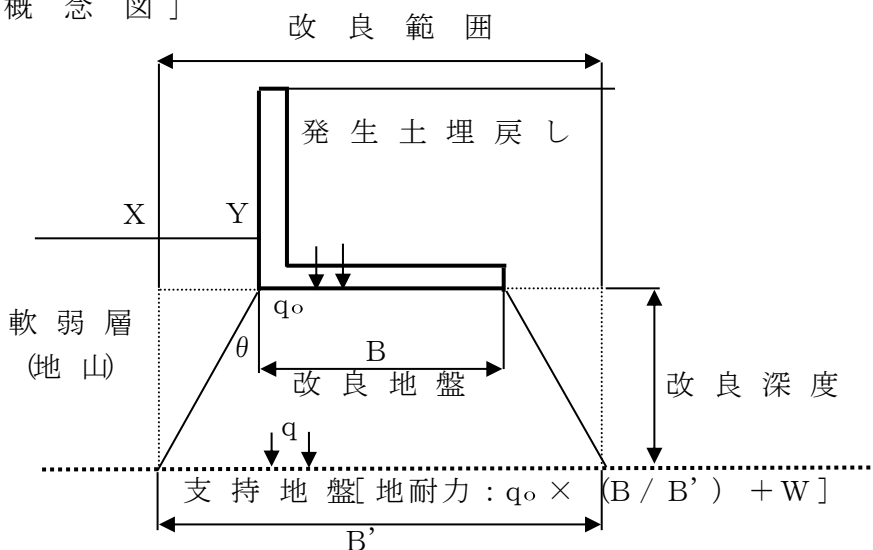 概 念 図 ]
改 良 範 囲
発 生 土 埋 戻 し
X
Y
qo
軟 弱 層
(地 山)
θ
B
改 良 地 盤
改 良 深 度
q
支 持 地 盤[ 地耐力 : qo × (B / B’ ) +W ]
B’